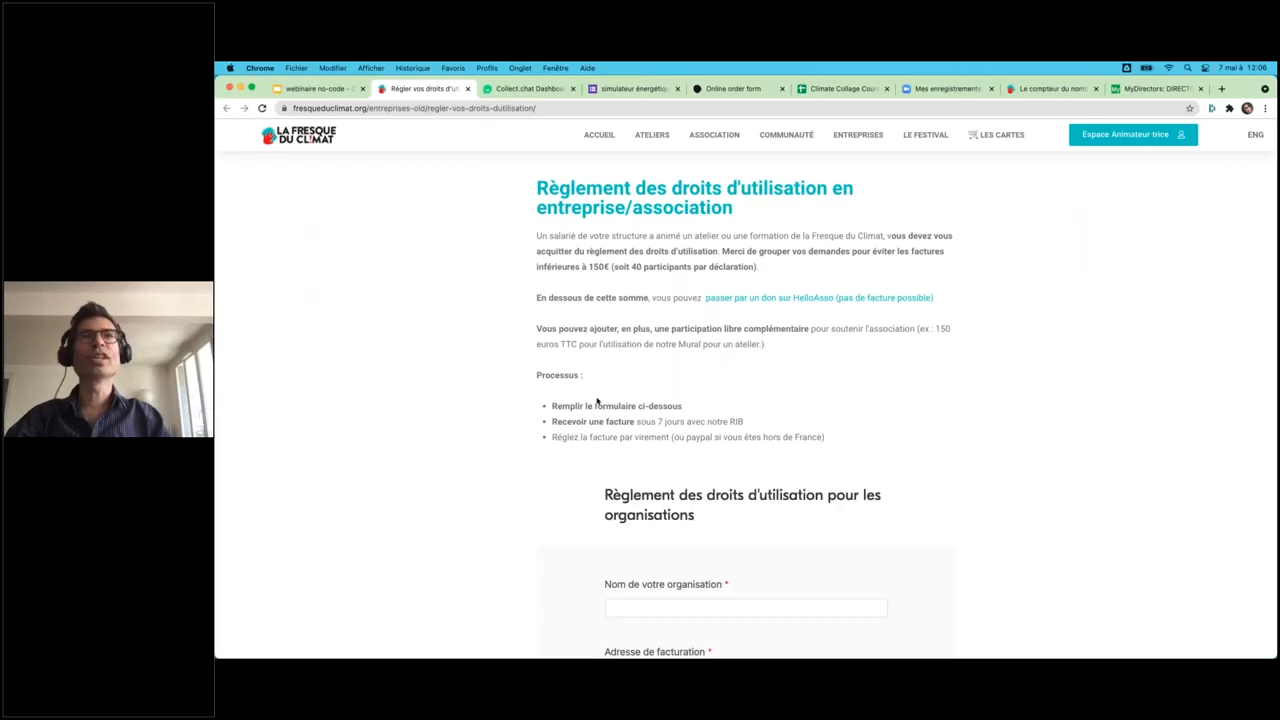 Chrome Fichier Modifier Afficher Historique Favoris Profils Onglet Fenêtre Aide 7 mai à 12:06
webinaire no-code - Régler vos droits d'uti Collect.chat Dashboa simulateur énergétiq Online order form Climate Collage Coun Mes enregistrements Le compteur du nom MyDirectors: DIRECT
fresqueduclimat.org/entreprises-old/regler-vos-droits-dutilisation/
LA FRESQUE
DU CL!MAT
ACCUEIL ATELIERS ASSOCIATION COMMUNAUTÉ ENTREPRISES LE FESTIVAL LES CARTES Espace Animateur·trice ENG
Règlement des droits d'utilisation en
entreprise/association
Un salarié de votre structure a animé un atelier ou une formation de la Fresque du Climat, vous devez vous
acquitter du règlement des droits d'utilisation. Merci de grouper vos demandes pour éviter les factures
inférieures à 150€ (soit 40 participants par déclaration).
En dessous de cette somme, vous pouvez passer par un don sur HelloAsso (pas de facture possible)
Vous pouvez ajouter, en plus, une participation libre complémentaire pour soutenir l'association (ex : 150
euros TTC pour l'utilisation de notre Mural pour un atelier.).
Processus :
• Remplir le formulaire ci-dessous
• Recevoir une facture sous 7 jours avec notre RIB
• Réglez la facture par virement (ou paypal si vous êtes hors de France)
Règlement des droits d'utilisation pour les
organisations
Nom de votre organisation *
Adresse de facturation *